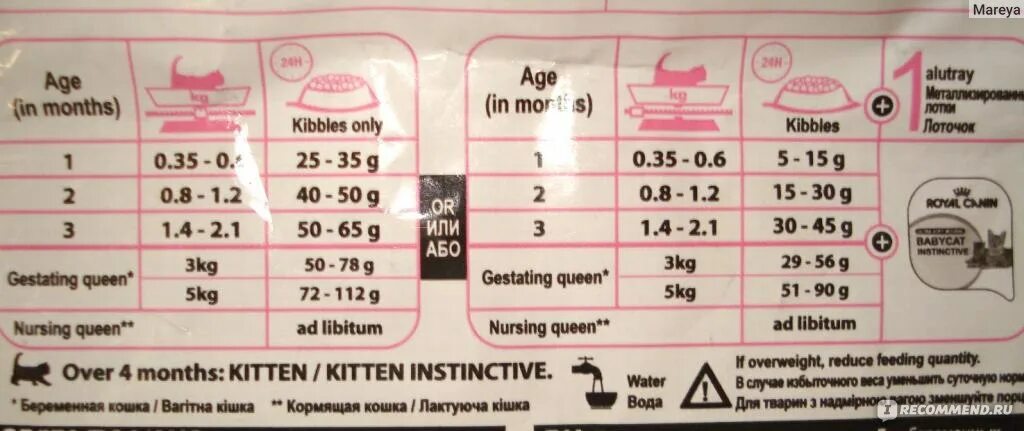 Mareya
Age
(in months)
kg
24H
Kibbles only
1 0.35 - 0.
25 - 35 g
2 0.8 - 1.2 40 - 50 g
3 1.4 - 2.1 50 - 65 g
Gestating queen*
3kg 50 - 78 g
5kg 72 - 112 g
Nursing queen** ad libitum
OR
ИЛИ
АБО
Age
(in months)
kg
24H
Kibbles
+
1 alutray
Металлизированн
лотки
Лоточок
1 0.35 - 0.6 5 - 15 g
2 0.8 - 1.2 15 - 30 g
3 1.4 - 2.1 30 - 45 g
Gestating queen*
3kg 29 - 56 g
5kg 51 - 90 g
Nursing queen** ad libitum
+
ROYAL CANIN
BABYCAT
INSTINCTIVE
Over 4 months: KITTEN / KITTEN INSTINCTIVE.
* Беременная кошка / Вагітна кішка ** Кормящая кошка / Лактуюча кішка
Water
Вода
If overweight, reduce feeding quantity.
В случае избыточного веса уменьшить суточную норм
Для тварин з надмірною вагою зменшуйте порц
IRECOMMEND.RU